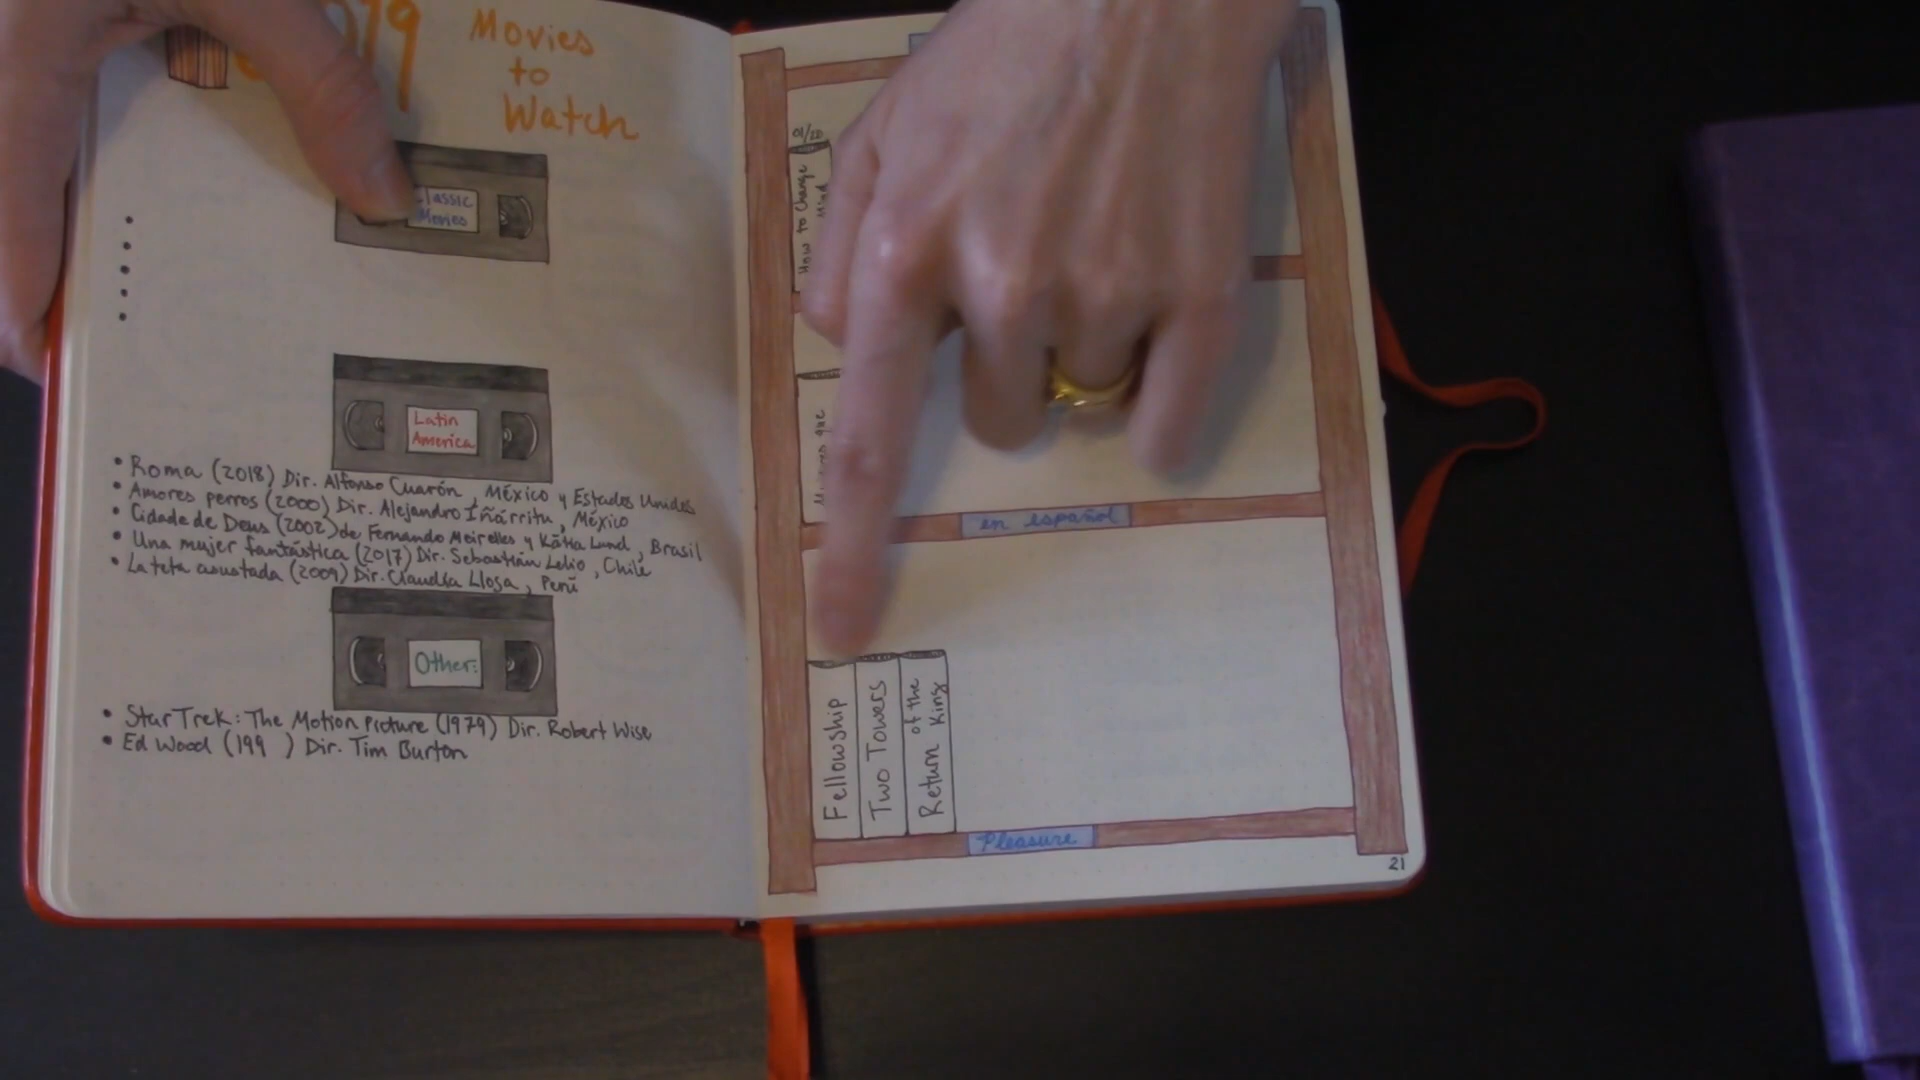 2019
Movies
to
Watch
Classic
Movies
Latin
America
• Roma (2018) Dir. Alfonso Cuarón, México y Estados Unidos
• Amores perros (2000) Dir. Alejandro Iñárritu, México
• Cidade de Deus (2002) de Fernando Meirelles y Kátia Lund, Brasil
• Una mujer fantástica (2017) Dir. Sebastián Lelio, Chile
• La teta asustada (2009) Dir. Claudia Llosa, Perú
Other:
• Star Trek: The Motion Picture (1979) Dir. Robert Wise
• Ed Wood (199 ) Dir. Tim Burton
How to Change
Mind
que
en español
Fellowship
Two Towers
Return of the
King
Pleasure
21